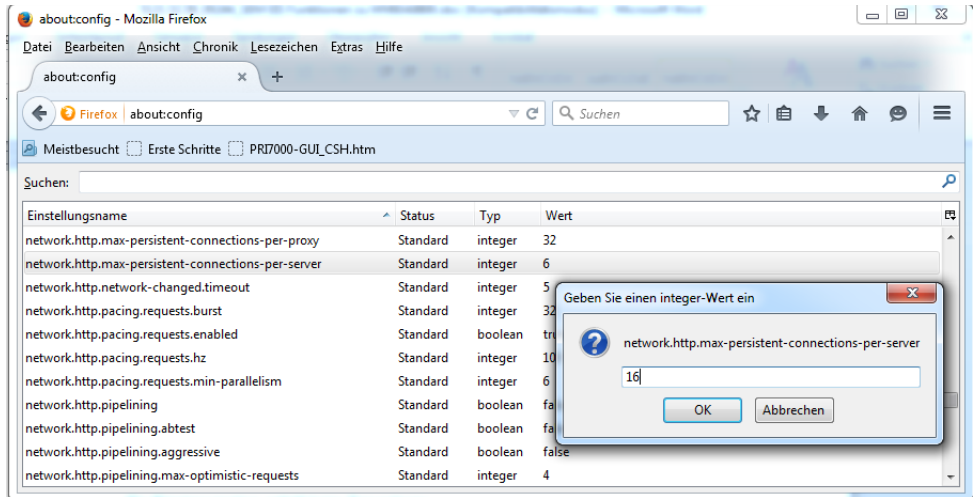 about:config - Mozilla Firefox
Datei Bearbeiten Ansicht Chronik Lesezeichen Extras Hilfe
about:config
Firefox about:config Suchen
Meistbesucht Erste Schritte PRI7000-GUI_CSH.htm
Suchen:
Einstellungsname Status Typ Wert
network.http.max-persistent-connections-per-proxy Standard integer 32
network.http.max-persistent-connections-per-server Standard integer 6
network.http.network-changed.timeout Standard integer 5
Geben Sie einen integer-Wert ein
network.http.pacing.requests.burst Standard integer 32
network.http.pacing.requests.enabled Standard boolean tru
network.http.max-persistent-connections-per-server
network.http.pacing.requests.hz Standard integer 10
network.http.pacing.requests.min-parallelism Standard integer 6
16
network.http.pipelining Standard boolean fa
OK Abbrechen
network.http.pipelining.abtest Standard boolean fa
network.http.pipelining.aggressive Standard boolean false
network.http.pipelining.max-optimistic-requests Standard integer 4